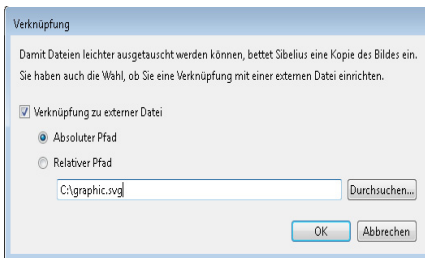 Verknüpfung
Damit Dateien leichter ausgetauscht werden können, bettet Sibelius eine Kopie des Bildes ein.
Sie haben auch die Wahl, ob Sie eine Verknüpfung mit einer externen Datei einrichten.
Verknüpfung zu externer Datei
Absoluter Pfad
Relativer Pfad
C:\graphic.svg
Durchsuchen...
OK
Abbrechen